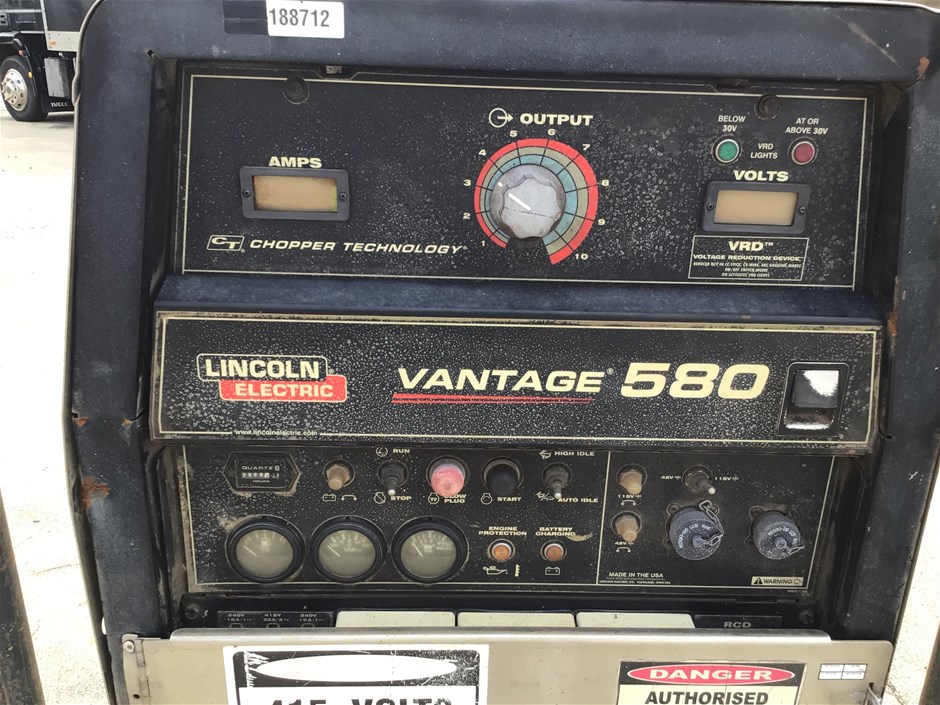 188712
IVECO
OUTPUT
1 2 3 4 5 6 7 8 9 10
AMPS
BELOW 30V
AT OR ABOVE 30V
VRD LIGHTS
VOLTS
CT CHOPPER TECHNOLOGY®
VRD™
VOLTAGE REDUCTION DEVICE
LINCOLN®
ELECTRIC
VANTAGE® 580
www.lincolnelectric.com
QUARTZ
RUN
STOP
GLOW PLUG
START
HIGH IDLE
AUTO IDLE
ENGINE PROTECTION
BATTERY CHARGING
115V
42V
42V
115V
MADE IN THE USA
WARNING
240V
415V
240V
RCD
415 VOLTS
DANGER
AUTHORISED